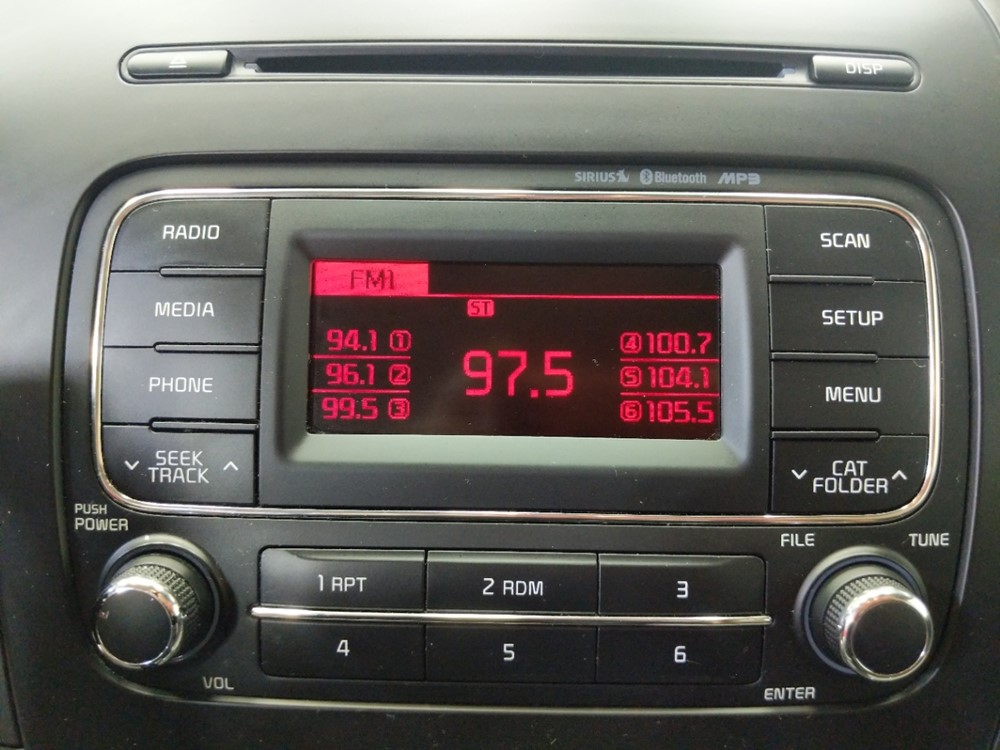 DISP
SIRIUS Bluetooth MP3
RADIO
MEDIA
PHONE
SEEK
TRACK
FM1
ST
94.1 1
96.1 2
99.5 3
97.5
4 100.7
5 104.1
6 105.5
SCAN
SETUP
MENU
CAT
FOLDER
PUSH
POWER
VOL
1 RPT
2 RDM
3
4
5
6
FILE
TUNE
ENTER